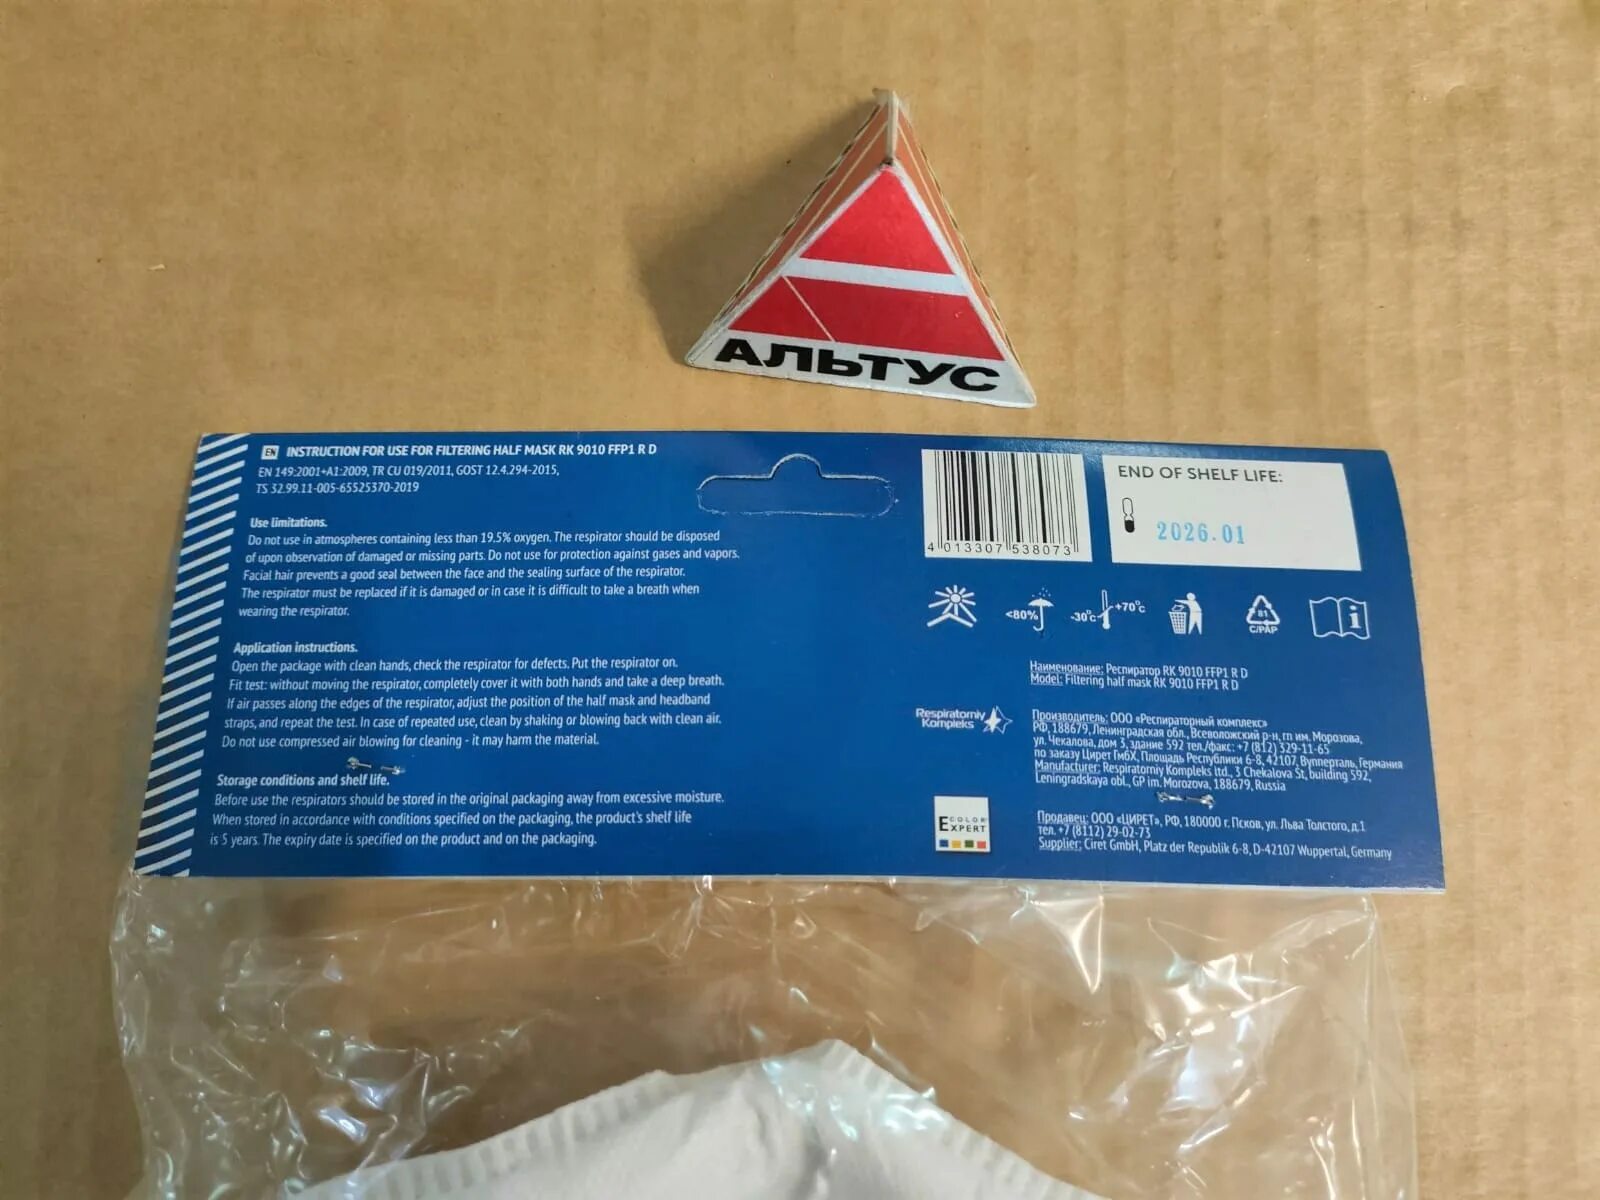 АЛЬТУС
EN INSTRUCTION FOR USE FOR FILTERING HALF MASK RK 9010 FFP1 R D
EN 149:2001+A1:2009, TR CU 019/2011, GOST 12.4.294-2015,
TS 32.99.11-005-65525370-2019
Use limitations.
Do not use in atmospheres containing less than 19.5% oxygen. The respirator should be disposed
of upon observation of damaged or missing parts. Do not use for protection against gases and vapors.
Facial hair prevents a good seal between the face and the sealing surface of the respirator.
The respirator must be replaced if it is damaged or in case it is difficult to take a breath when
wearing the respirator.
Application instructions.
Open the package with clean hands, check the respirator for defects. Put the respirator on.
Fit test: without moving the respirator, completely cover it with both hands and take a deep breath.
If air passes along the edges of the respirator, adjust the position of the half mask and headband
straps, and repeat the test. In case of repeated use, clean by shaking or blowing back with clean air.
Do not use compressed air blowing for cleaning - it may harm the material.
Storage conditions and shelf life.
Before use the respirators should be stored in the original packaging away from excessive moisture.
When stored in accordance with conditions specified on the packaging, the product's shelf life
is 5 years. The expiry date is specified on the product and on the packaging.
4 013307 538073
END OF SHELF LIFE:
2026.01
<80%
-30°C
+70°C
81
C/PAP
i
Наименование: Респиратор RK 9010 FFP1 R D
Model: Filtering half mask RK 9010 FFP1 R D
Respiratorniy
Kompleks
Производитель: ООО «Респираторный комплекс»
РФ, 188679, Ленинградская обл., Всеволожский р-н, гп им. Морозова,
ул. Чекалова, дом 3, здание 592 тел./факс: +7 (812) 329-11-65
по заказу Цирет ГмбХ, Площадь Республики 6-8, 42107, Вупперталь, Германия
Manufacturer: Respiratorniy Kompleks ltd., 3 Chekalova St, building 592,
Leningradskaya obl., GP im. Morozova, 188679, Russia
COLOR
EXPERT
Продавец: ООО «ЦИРЕТ», РФ, 180000 г. Псков, ул. Льва Толстого, д.1
тел. +7 (8112) 29-02-73
Supplier: Ciret GmbH, Platz der Republik 6-8, D-42107 Wuppertal, Germany